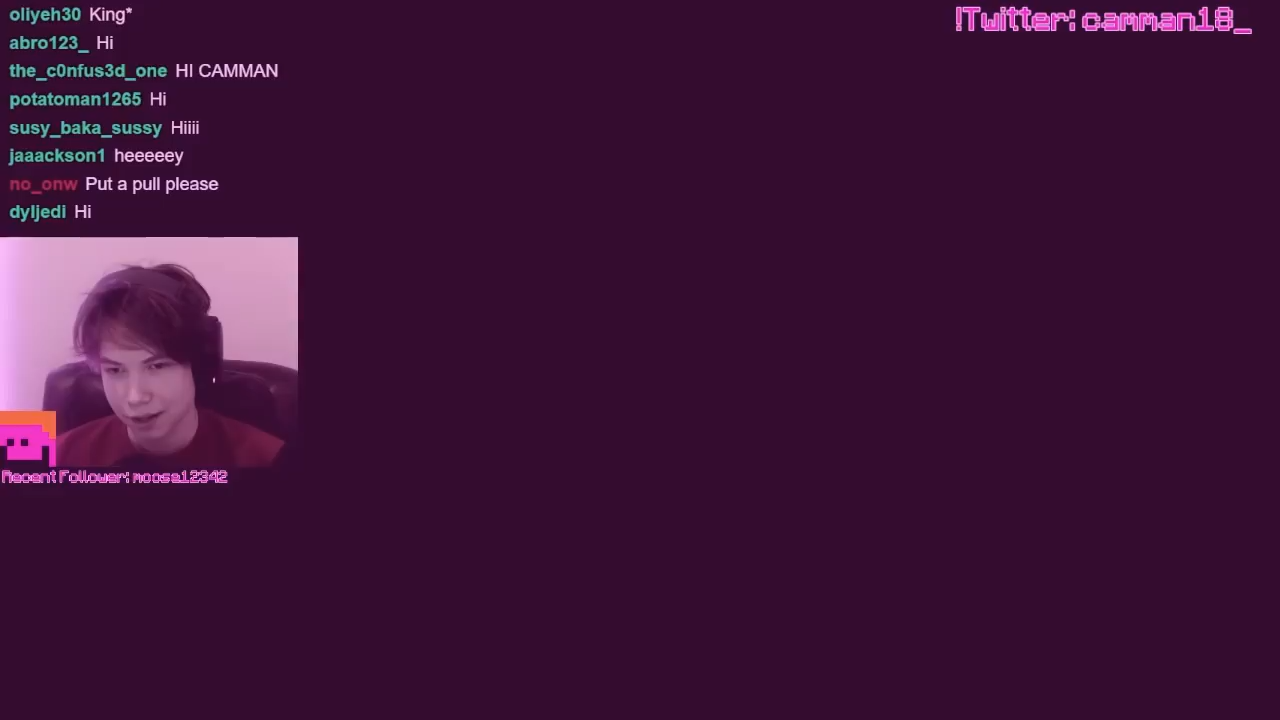 oliyeh30 King*
!Twitter: camman18_
abro123_ Hi
the_c0nfus3d_one HI CAMMAN
potatoman1265 Hi
susy_baka_sussy Hiiii
jaaackson1 heeeeey
no_onw Put a pull please
dyljedi Hi
Recent Follower: moose12342